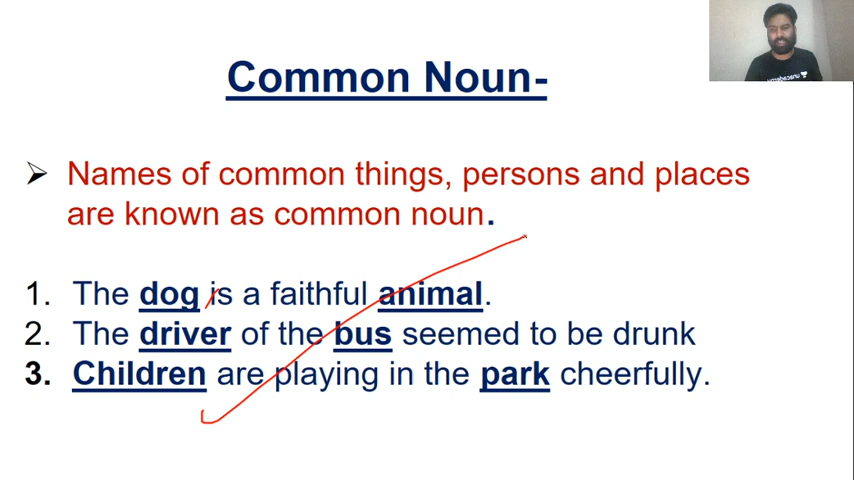 Common Noun-
➢ Names of common things, persons and places
are known as common noun.
1. The dog is a faithful animal.
2. The driver of the bus seemed to be drunk
3. Children are playing in the park cheerfully.